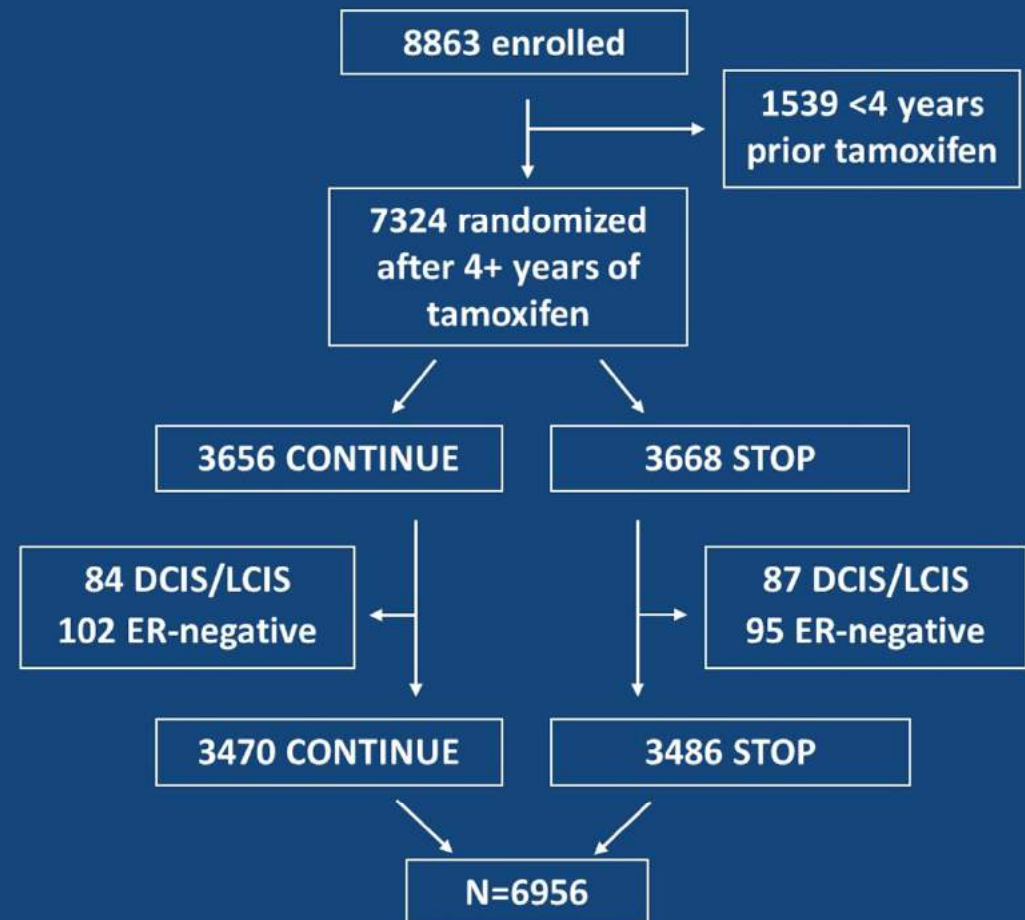 8863 enrolled
1539 <4 years
prior tamoxifen
7324 randomized
after 4+ years of
tamoxifen
3656 CONTINUE
3668 STOP
84 DCIS/LCIS
102 ER-negative
87 DCIS/LCIS
95 ER-negative
3470 CONTINUE
3486 STOP
N=6956